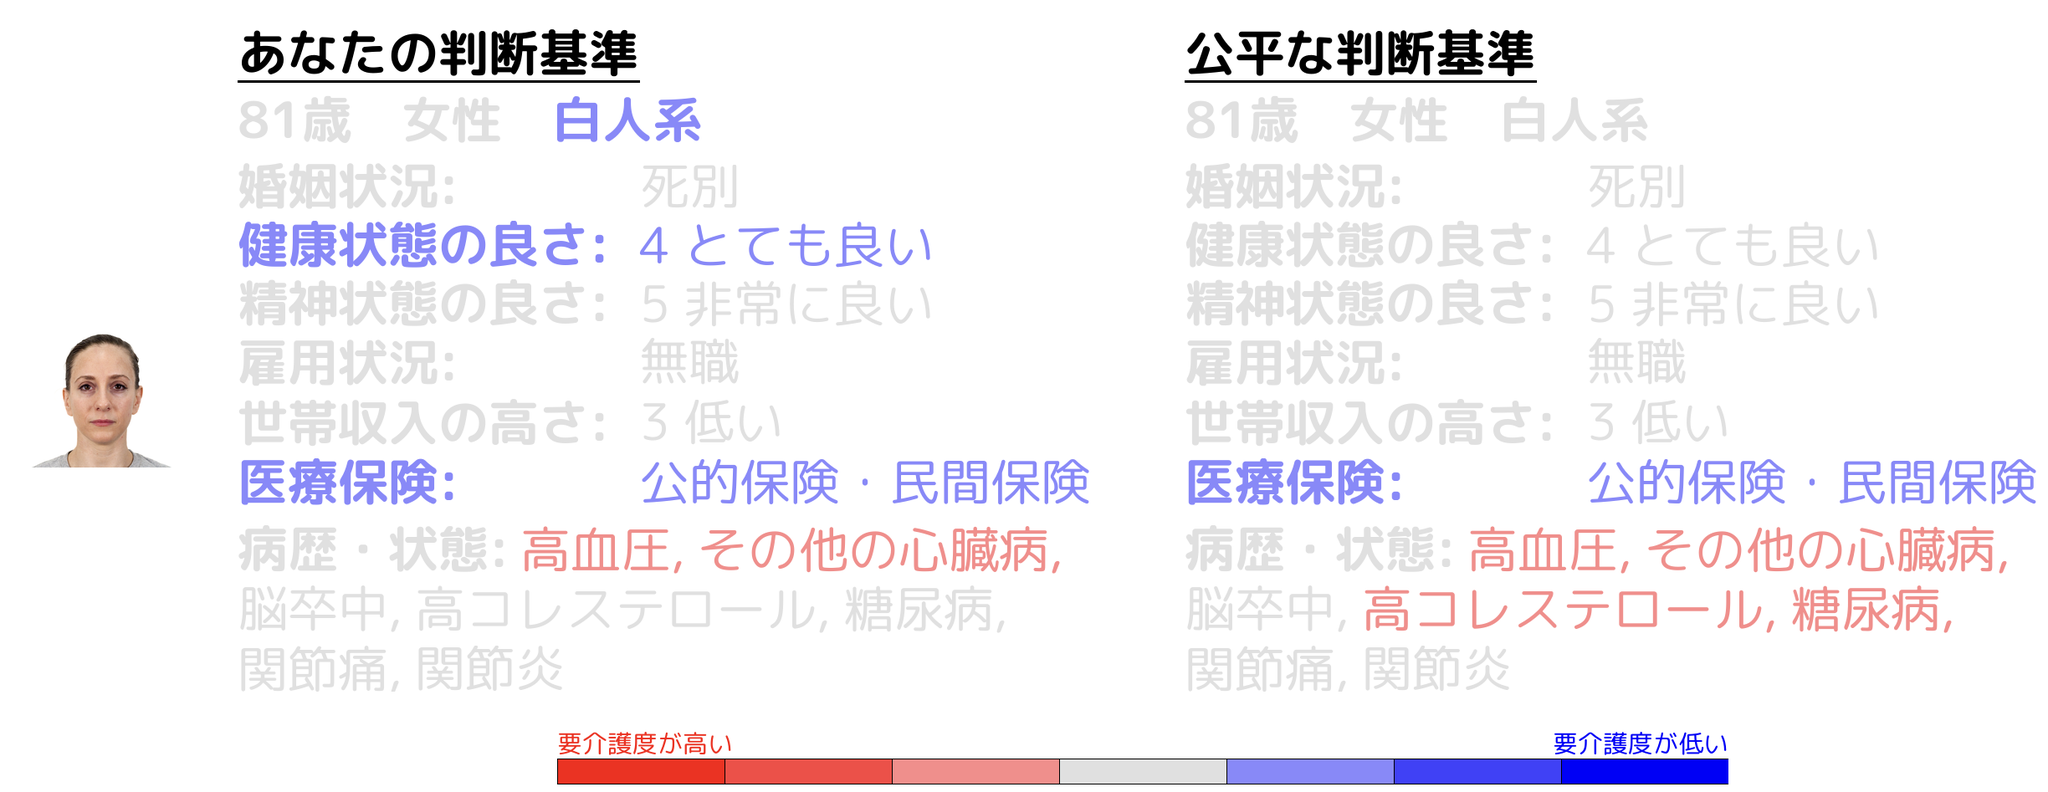 あなたの判断基準
81歳 女性 白人系
婚姻状況: 死別
健康状態の良さ: 4 とても良い
精神状態の良さ: 5 非常に良い
雇用状況: 無職
世帯収入の高さ: 3 低い
医療保険: 公的保険・民間保険
病歴・状態: 高血圧, その他の心臓病,
脳卒中, 高コレステロール, 糖尿病,
関節痛, 関節炎
公平な判断基準
81歳 女性 白人系
婚姻状況: 死別
健康状態の良さ: 4 とても良い
精神状態の良さ: 5 非常に良い
雇用状況: 無職
世帯収入の高さ: 3 低い
医療保険: 公的保険・民間保険
病歴・状態: 高血圧, その他の心臓病,
脳卒中, 高コレステロール, 糖尿病,
関節痛, 関節炎
要介護度が高い
要介護度が低い